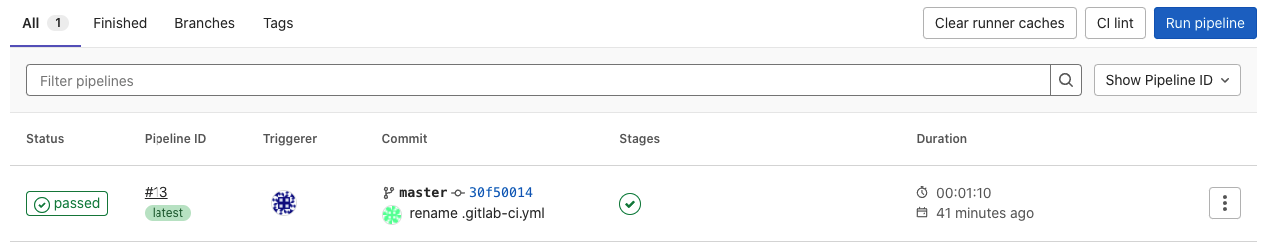 All 1 Finished Branches Tags Clear runner caches CI lint Run pipeline
Filter pipelines Show Pipeline ID
Status Pipeline ID Triggerer Commit Stages Duration
passed #13 latest master 30f50014 00:01:10
rename .gitlab-ci.yml 41 minutes ago